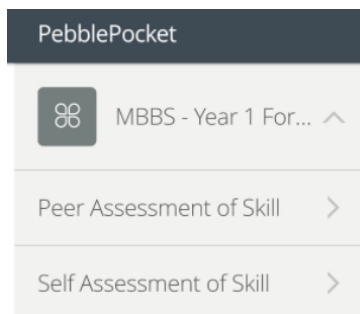 PebblePocket
MBBS - Year 1 For...
Peer Assessment of Skill
Self Assessment of Skill